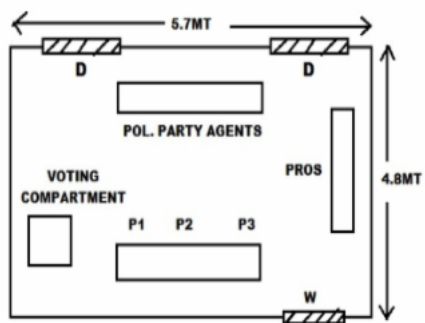 5.7MT
D
D
POL. PARTY AGENTS
PROS
4.8MT
VOTING
COMPARTMENT
P1 P2 P3
W